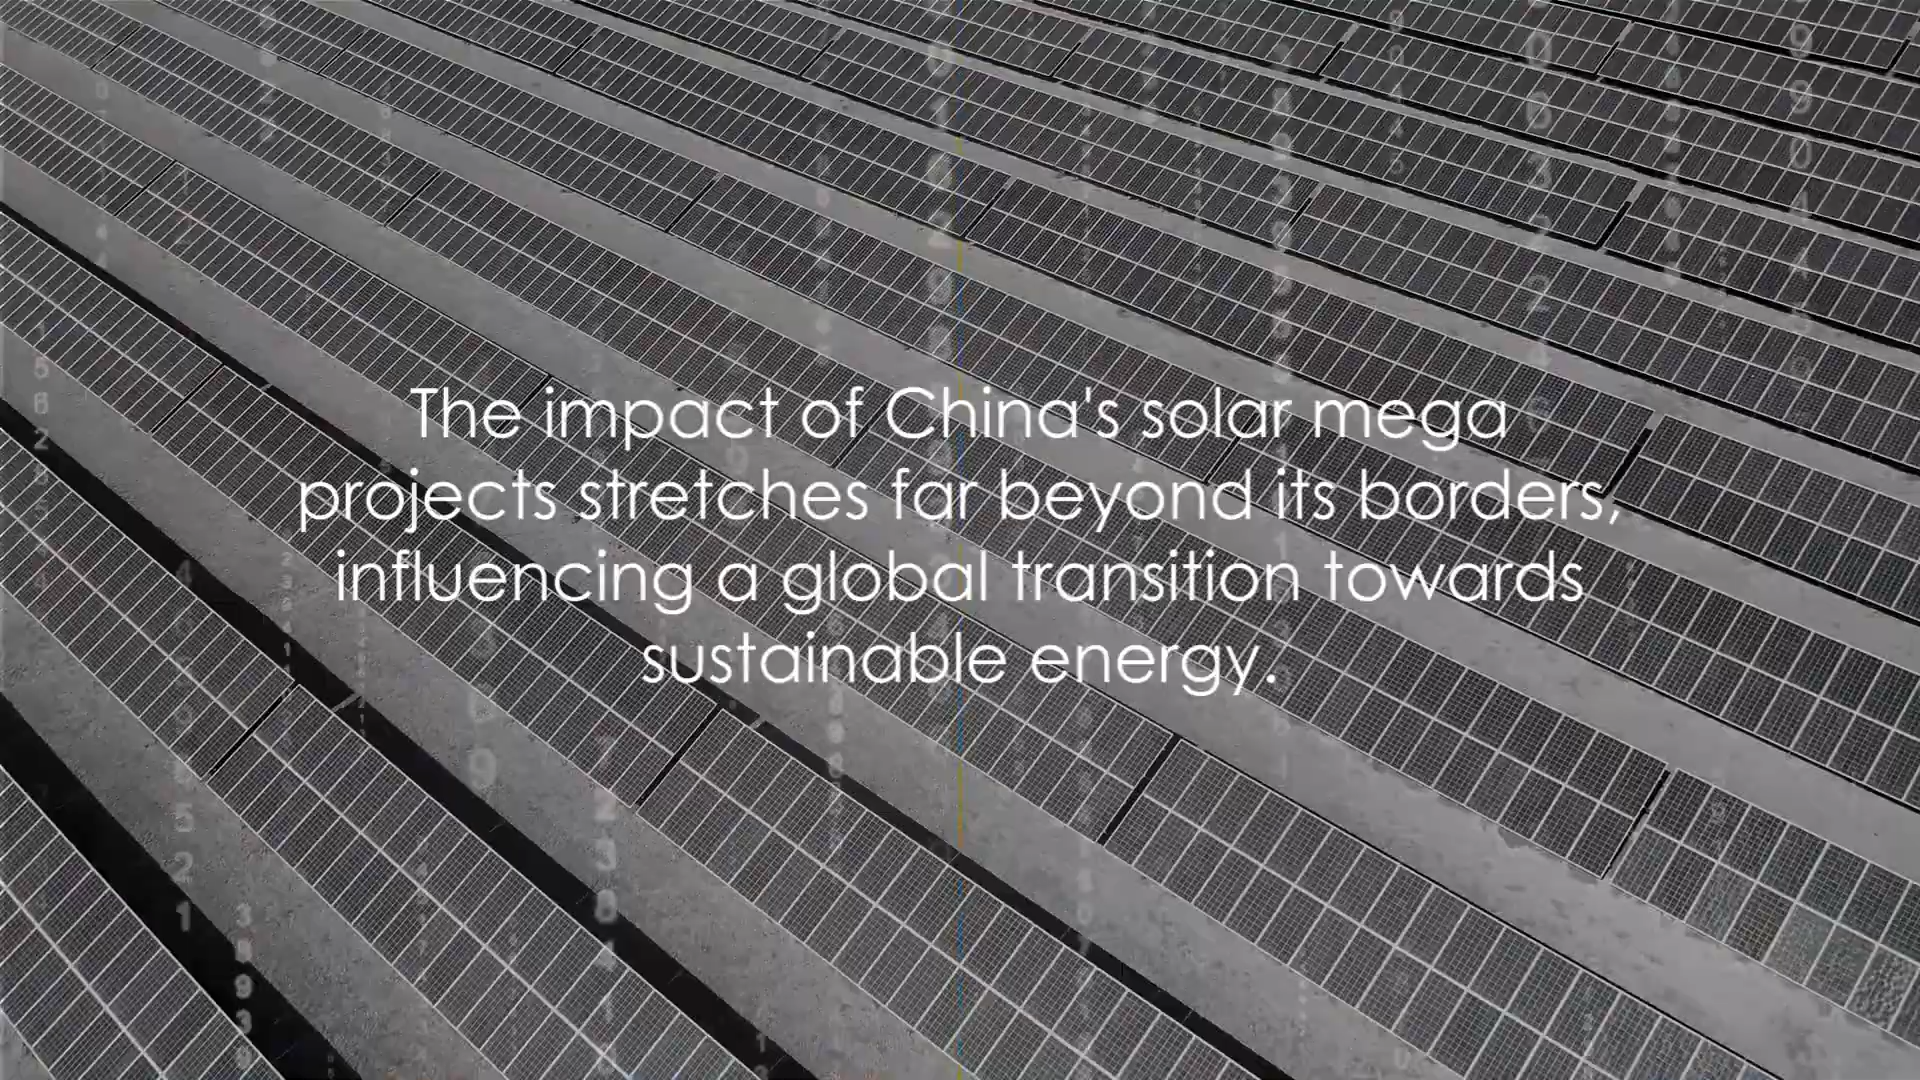 The impact of China's solar mega
projects stretches far beyond its borders,
influencing a global transition towards
sustainable energy.